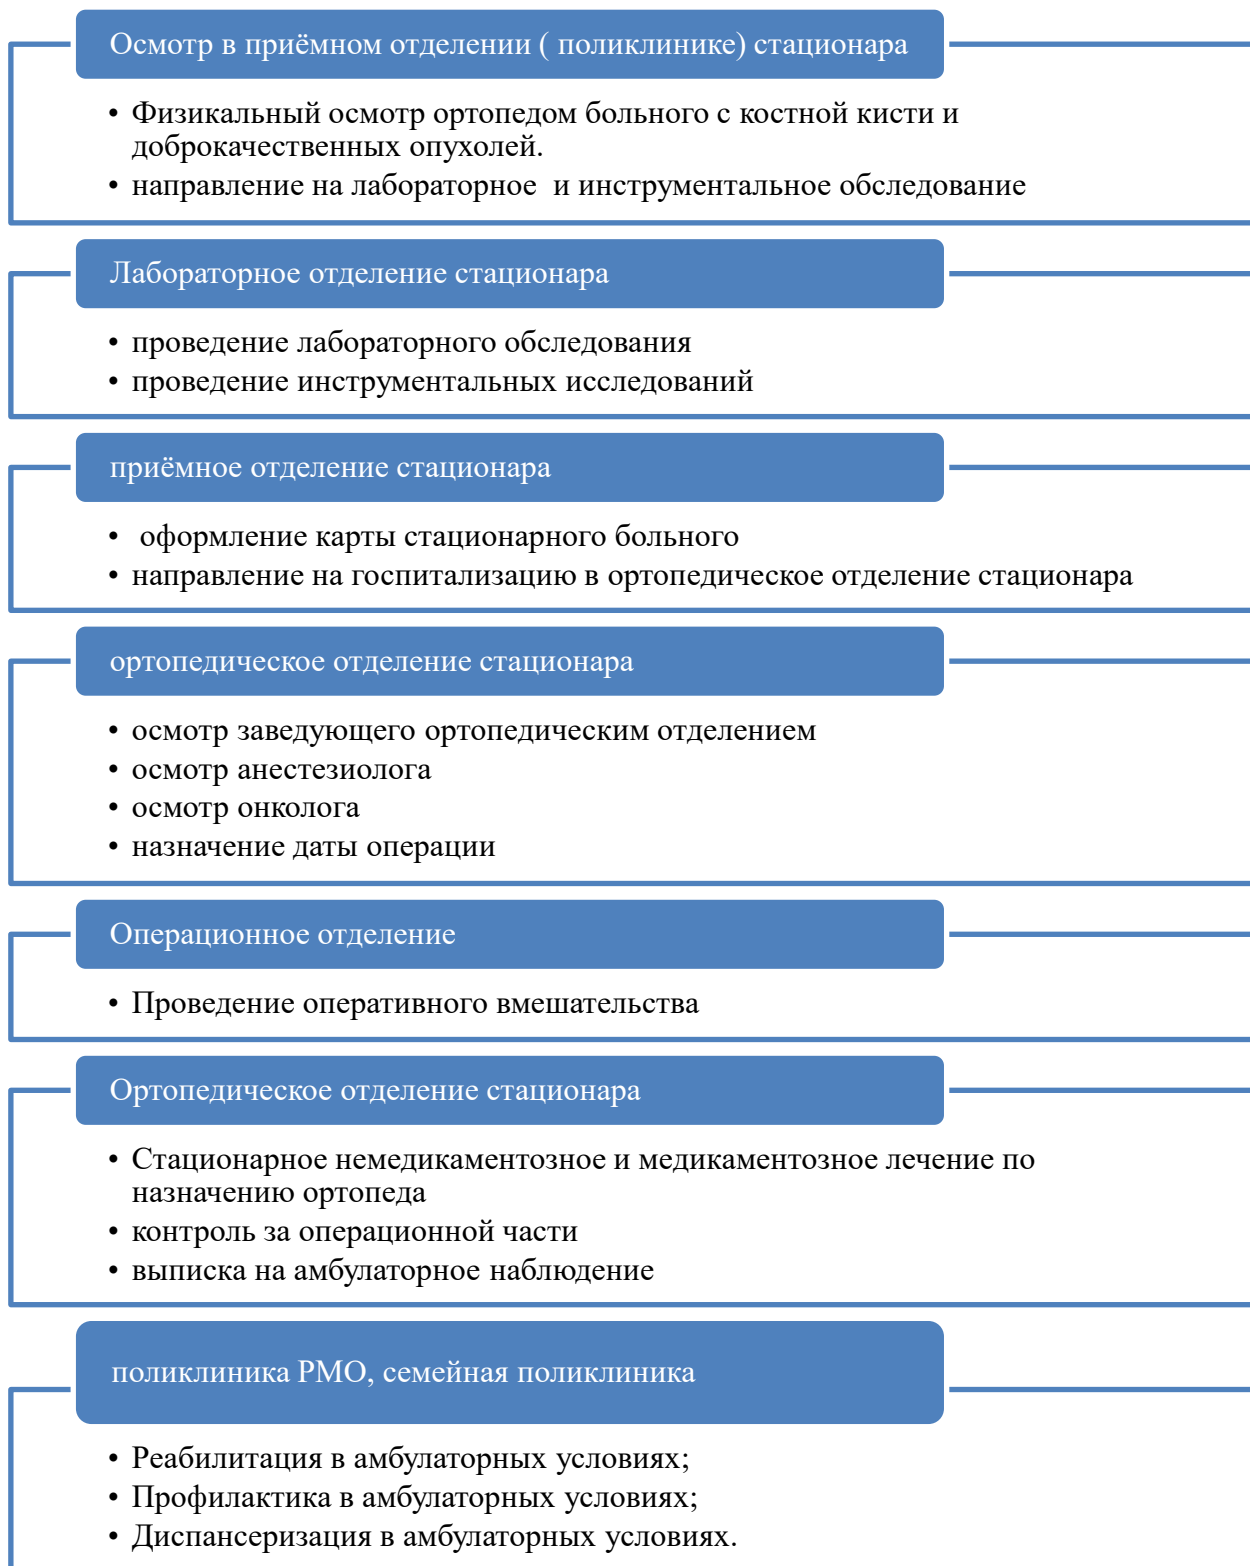 Осмотр в приёмном отделении ( поликлинике) стационара
• Физикальный осмотр ортопедом больного с костной кисти и
доброкачественных опухолей.
• направление на лабораторное  и инструментальное обследование
Лабораторное отделение стационара
• проведение лабораторного обследования
• проведение инструментальных исследований
приёмное отделение стационара
•  оформление карты стационарного больного
• направление на госпитализацию в ортопедическое отделение стационара
ортопедическое отделение стационара
• осмотр заведующего ортопедическим отделением
• осмотр анестезиолога
• осмотр онколога
• назначение даты операции
Операционное отделение
• Проведение оперативного вмешательства
Ортопедическое отделение стационара
• Стационарное немедикаментозное и медикаментозное лечение по
назначению ортопеда
• контроль за операционной части
• выписка на амбулаторное наблюдение
поликлиника РМО, семейная поликлиника
• Реабилитация в амбулаторных условиях;
• Профилактика в амбулаторных условиях;
• Диспансеризация в амбулаторных условиях.